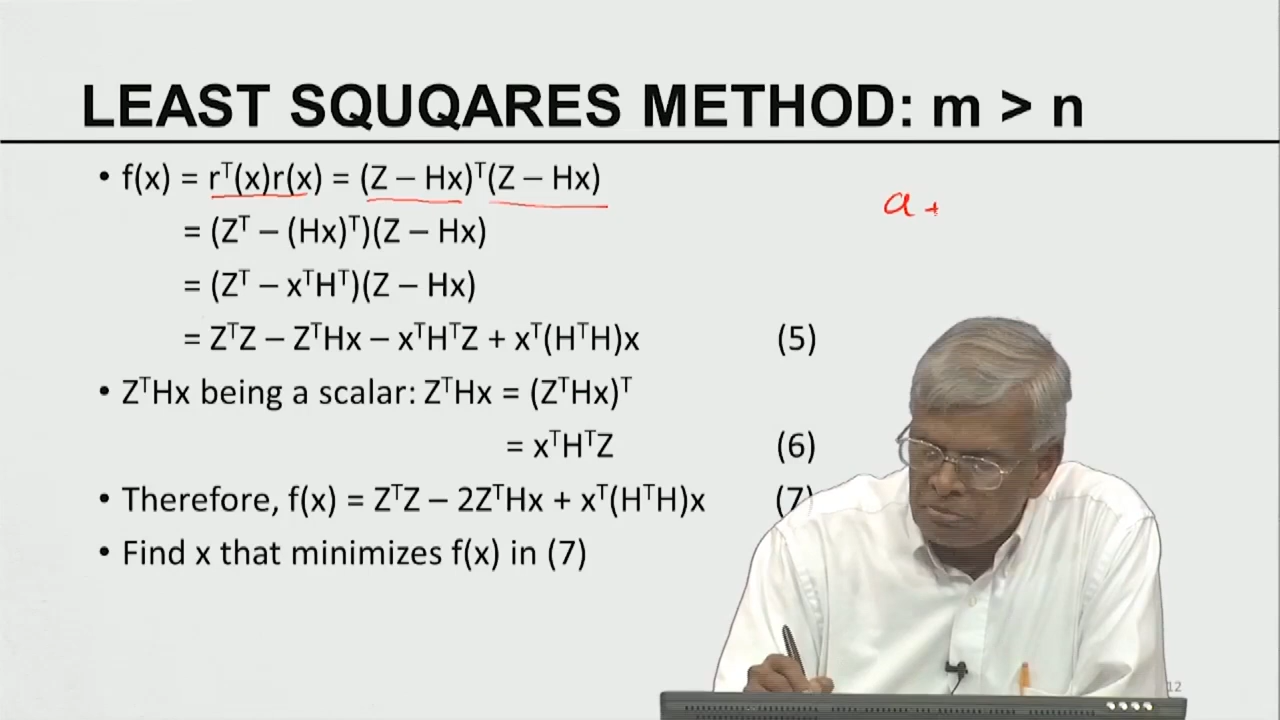 LEAST SQUQARES METHOD: m > n
• f(x) = rᵀ(x)r(x) = (Z – Hx)ᵀ(Z – Hx)
a +
= (Zᵀ – (Hx)ᵀ)(Z – Hx)
= (Zᵀ – xᵀHᵀ)(Z – Hx)
= ZᵀZ – ZᵀHx – xᵀHᵀZ + xᵀ(HᵀH)x (5)
• ZᵀHx being a scalar: ZᵀHx = (ZᵀHx)ᵀ
= xᵀHᵀZ (6)
• Therefore, f(x) = ZᵀZ – 2ZᵀHx + xᵀ(HᵀH)x (7)
• Find x that minimizes f(x) in (7)
12